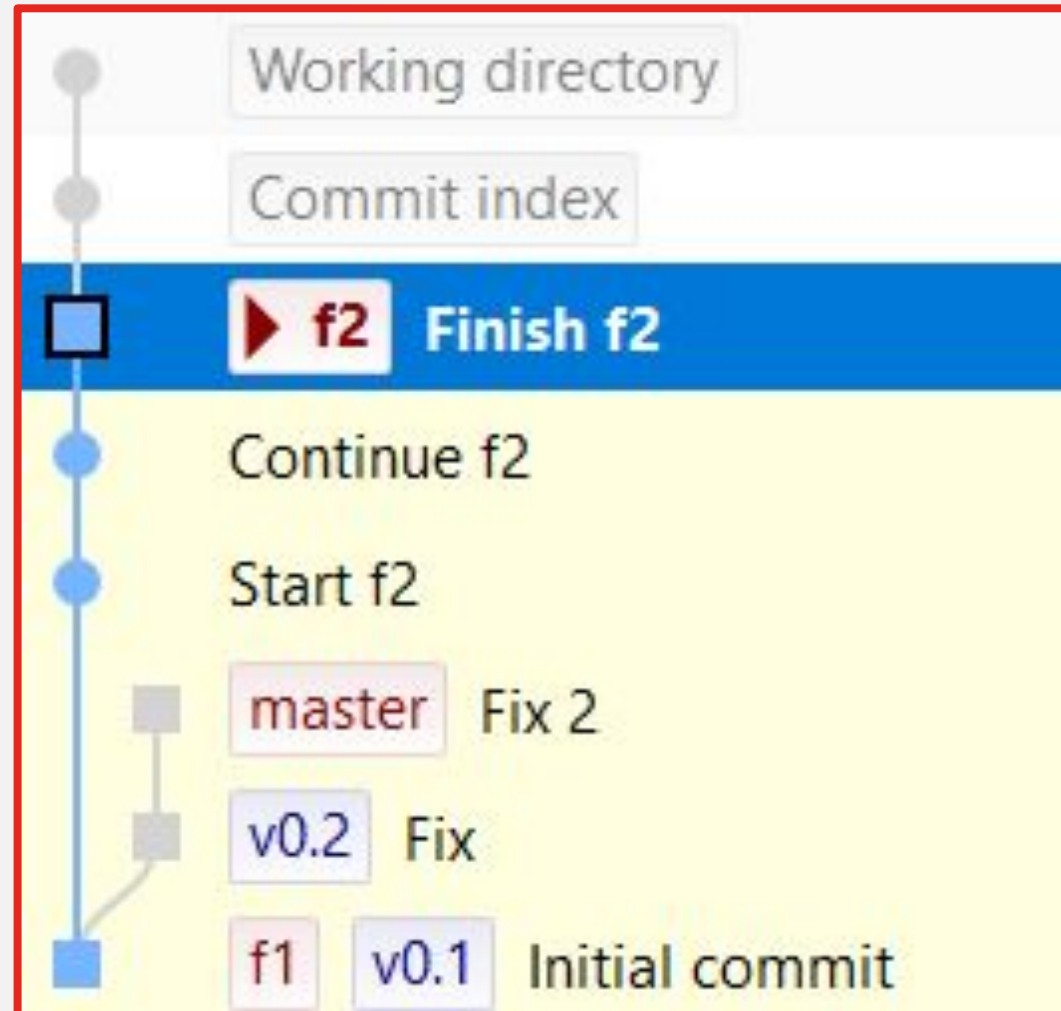 Working directory
Commit index
f2 Finish f2
Continue f2
Start f2
master Fix 2
v0.2 Fix
f1 v0.1 Initial commit